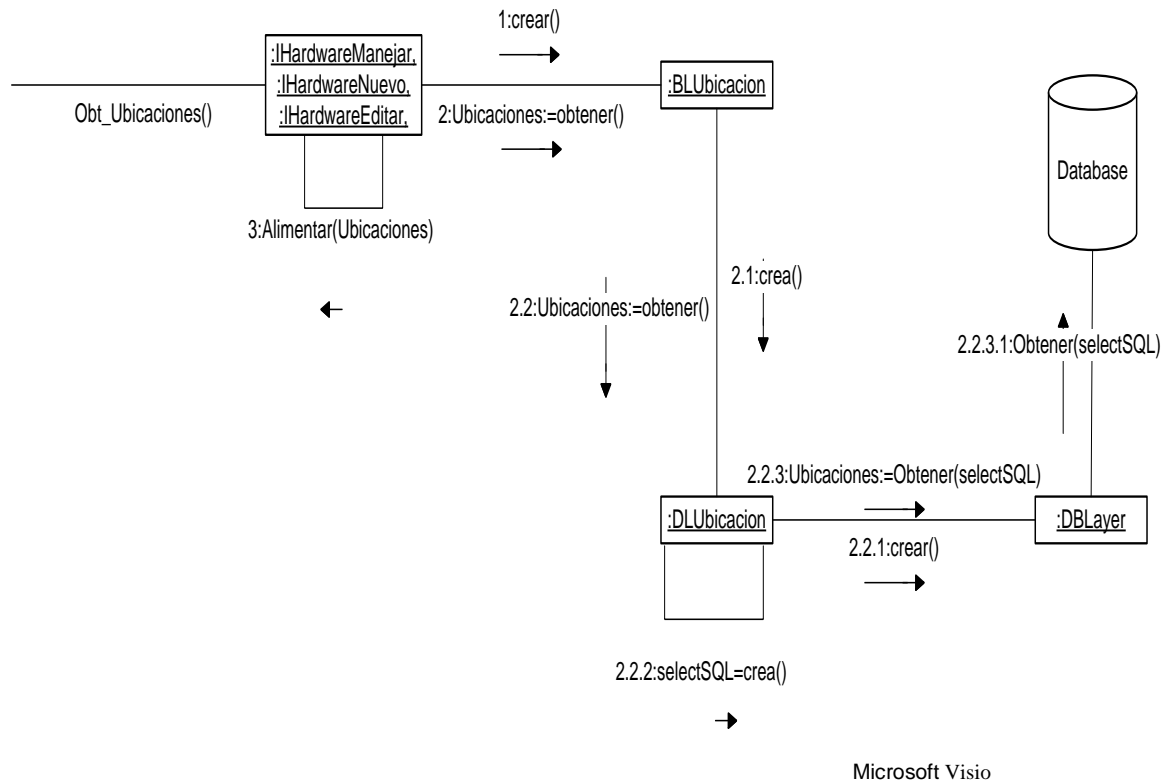 1:crear()
:IHardwareManejar,
:IHardwareNuevo,
:IHardwareEditar,
:BLUbicacion
Obt_Ubicaciones()
2:Ubicaciones:=obtener()
Database
3:Alimentar(Ubicaciones)
2.1:crea()
2.2:Ubicaciones:=obtener()
2.2.3.1:Obtener(selectSQL)
2.2.3:Ubicaciones:=Obtener(selectSQL)
:DLUbicacion
:DBLayer
2.2.1:crear()
2.2.2:selectSQL=crea()
Microsoft Visio